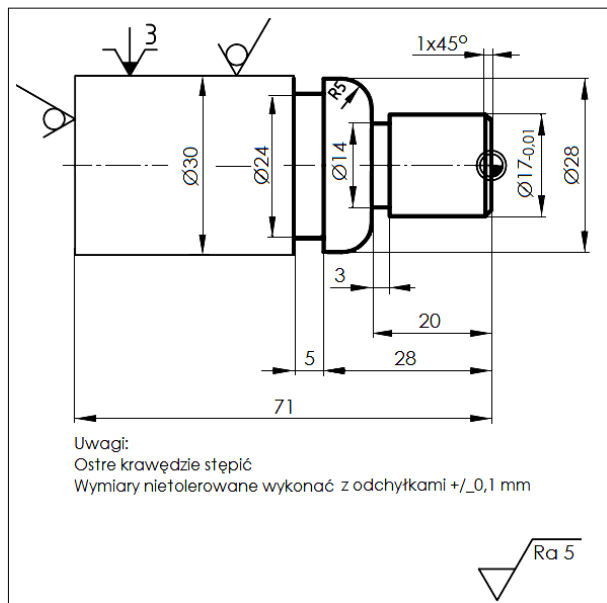 3
1x45°
R5
Ø30
Ø24
Ø14
Ø17-0,01
Ø28
3
20
5
28
71
Uwagi:
Ostre krawędzie stępić
Wymiary nietolerowane wykonać z odchyłkami +/_0,1 mm
Ra 5